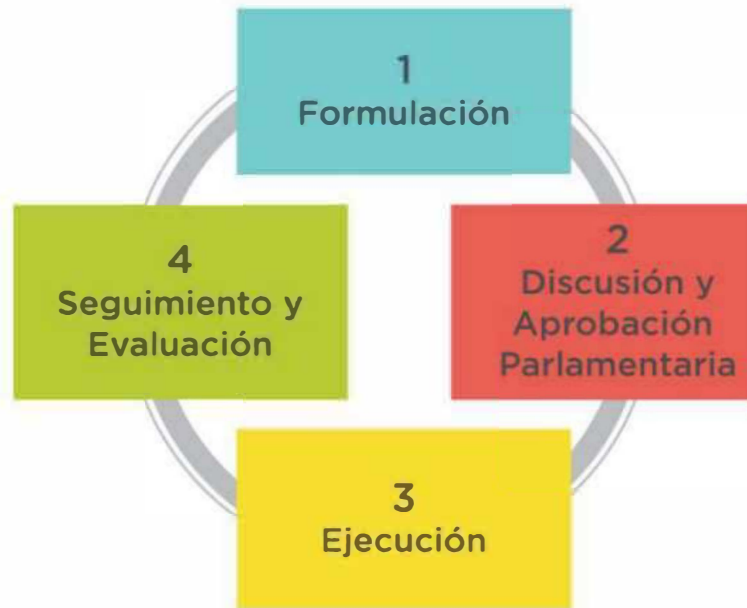 1
Formulación
2
Discusión y
Aprobación
Parlamentaria
3
Ejecución
4
Seguimiento y
Evaluación